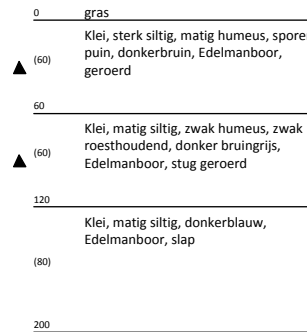 0 gras
Klei, sterk siltig, matig humeus,
(60) puin, donkerbruin, Edelmanboor,
geroerd
60
Klei, matig siltig, zwak humeus, zwak
(60) roesthoudend, donker bruingrijs,
Edelmanboor, stug geroerd
120
Klei, matig siltig, donkerblauw,
Edelmanboor, slap
(80)
200